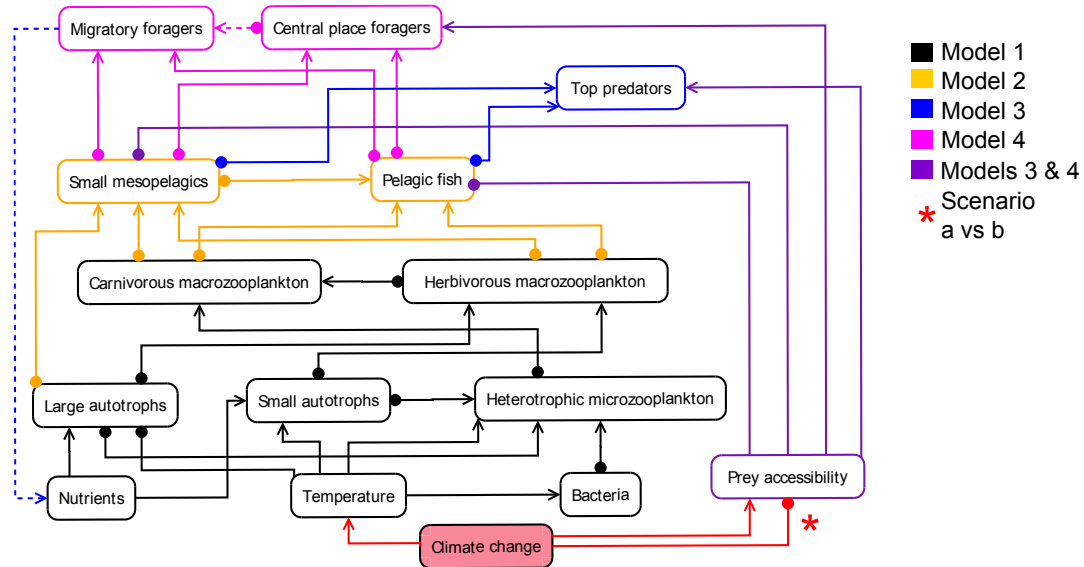 Migratory foragers
Central place foragers
Top predators
Small mesopelagics
Pelagic fish
Carnivorous macrozooplankton
Herbivorous macrozooplankton
Large autotrophs
Small autotrophs
Heterotrophic microzooplankton
Nutrients
Temperature
Bacteria
Prey accessibility
Climate change
*
Model 1
Model 2
Model 3
Model 4
Models 3 & 4
* Scenario
a vs b